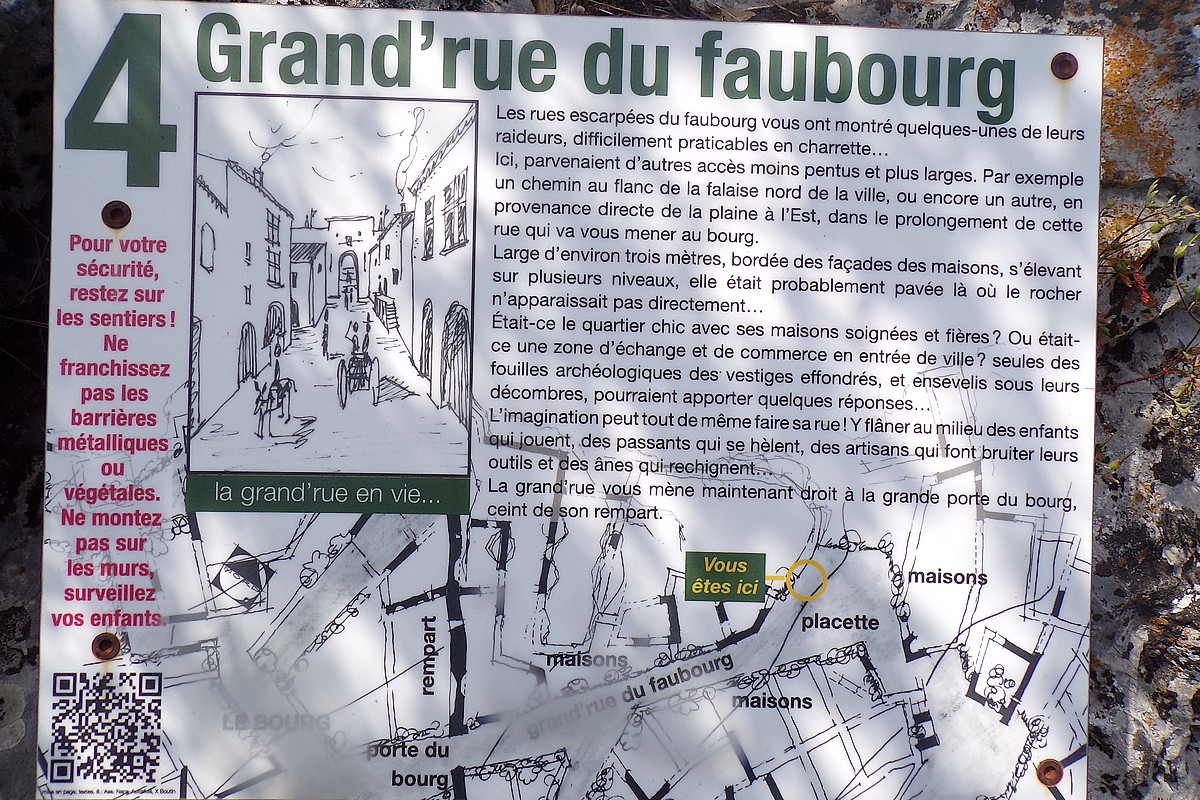 4
Grand’rue du faubourg
Les rues escarpées du faubourg vous ont montré quelques-unes de leurs
raideurs, difficilement praticables en charrette…
Ici, parvenaient d’autres accès moins pentus et plus larges. Par exemple
un chemin au flanc de la falaise nord de la ville, ou encore un autre, en
provenance directe de la plaine à l’Est, dans le prolongement de cette
rue qui va vous mener au bourg.
Large d’environ trois mètres, bordée des façades des maisons, s’élevant
sur plusieurs niveaux, elle était probablement pavée là où le rocher
n’apparaissait pas directement…
Était-ce le quartier chic avec ses maisons soignées et fières ? Ou était-
ce une zone d’échange et de commerce en entrée de ville ? seules des
fouilles archéologiques des vestiges effondrés, et ensevelis sous leurs
décombres, pourraient apporter quelques réponses…
L’imagination peut tout de même faire sa rue ! Y flâner au milieu des enfants
qui jouent, des passants qui se hèlent, des artisans qui font bruiter leurs
outils et des ânes qui rechignent…
La grand’rue vous mène maintenant droit à la grande porte du bourg,
ceint de son rempart.
la grand’rue en vie…
Pour votre
sécurité,
restez sur
les sentiers !
Ne
franchissez
pas les
barrières
métalliques
ou
végétales.
Ne montez
pas sur
les murs,
surveillez
vos enfants.
Vous
êtes ici
maisons
placette
rempart
maisons
grand’rue du faubourg
maisons
LE BOURG
porte du
bourg